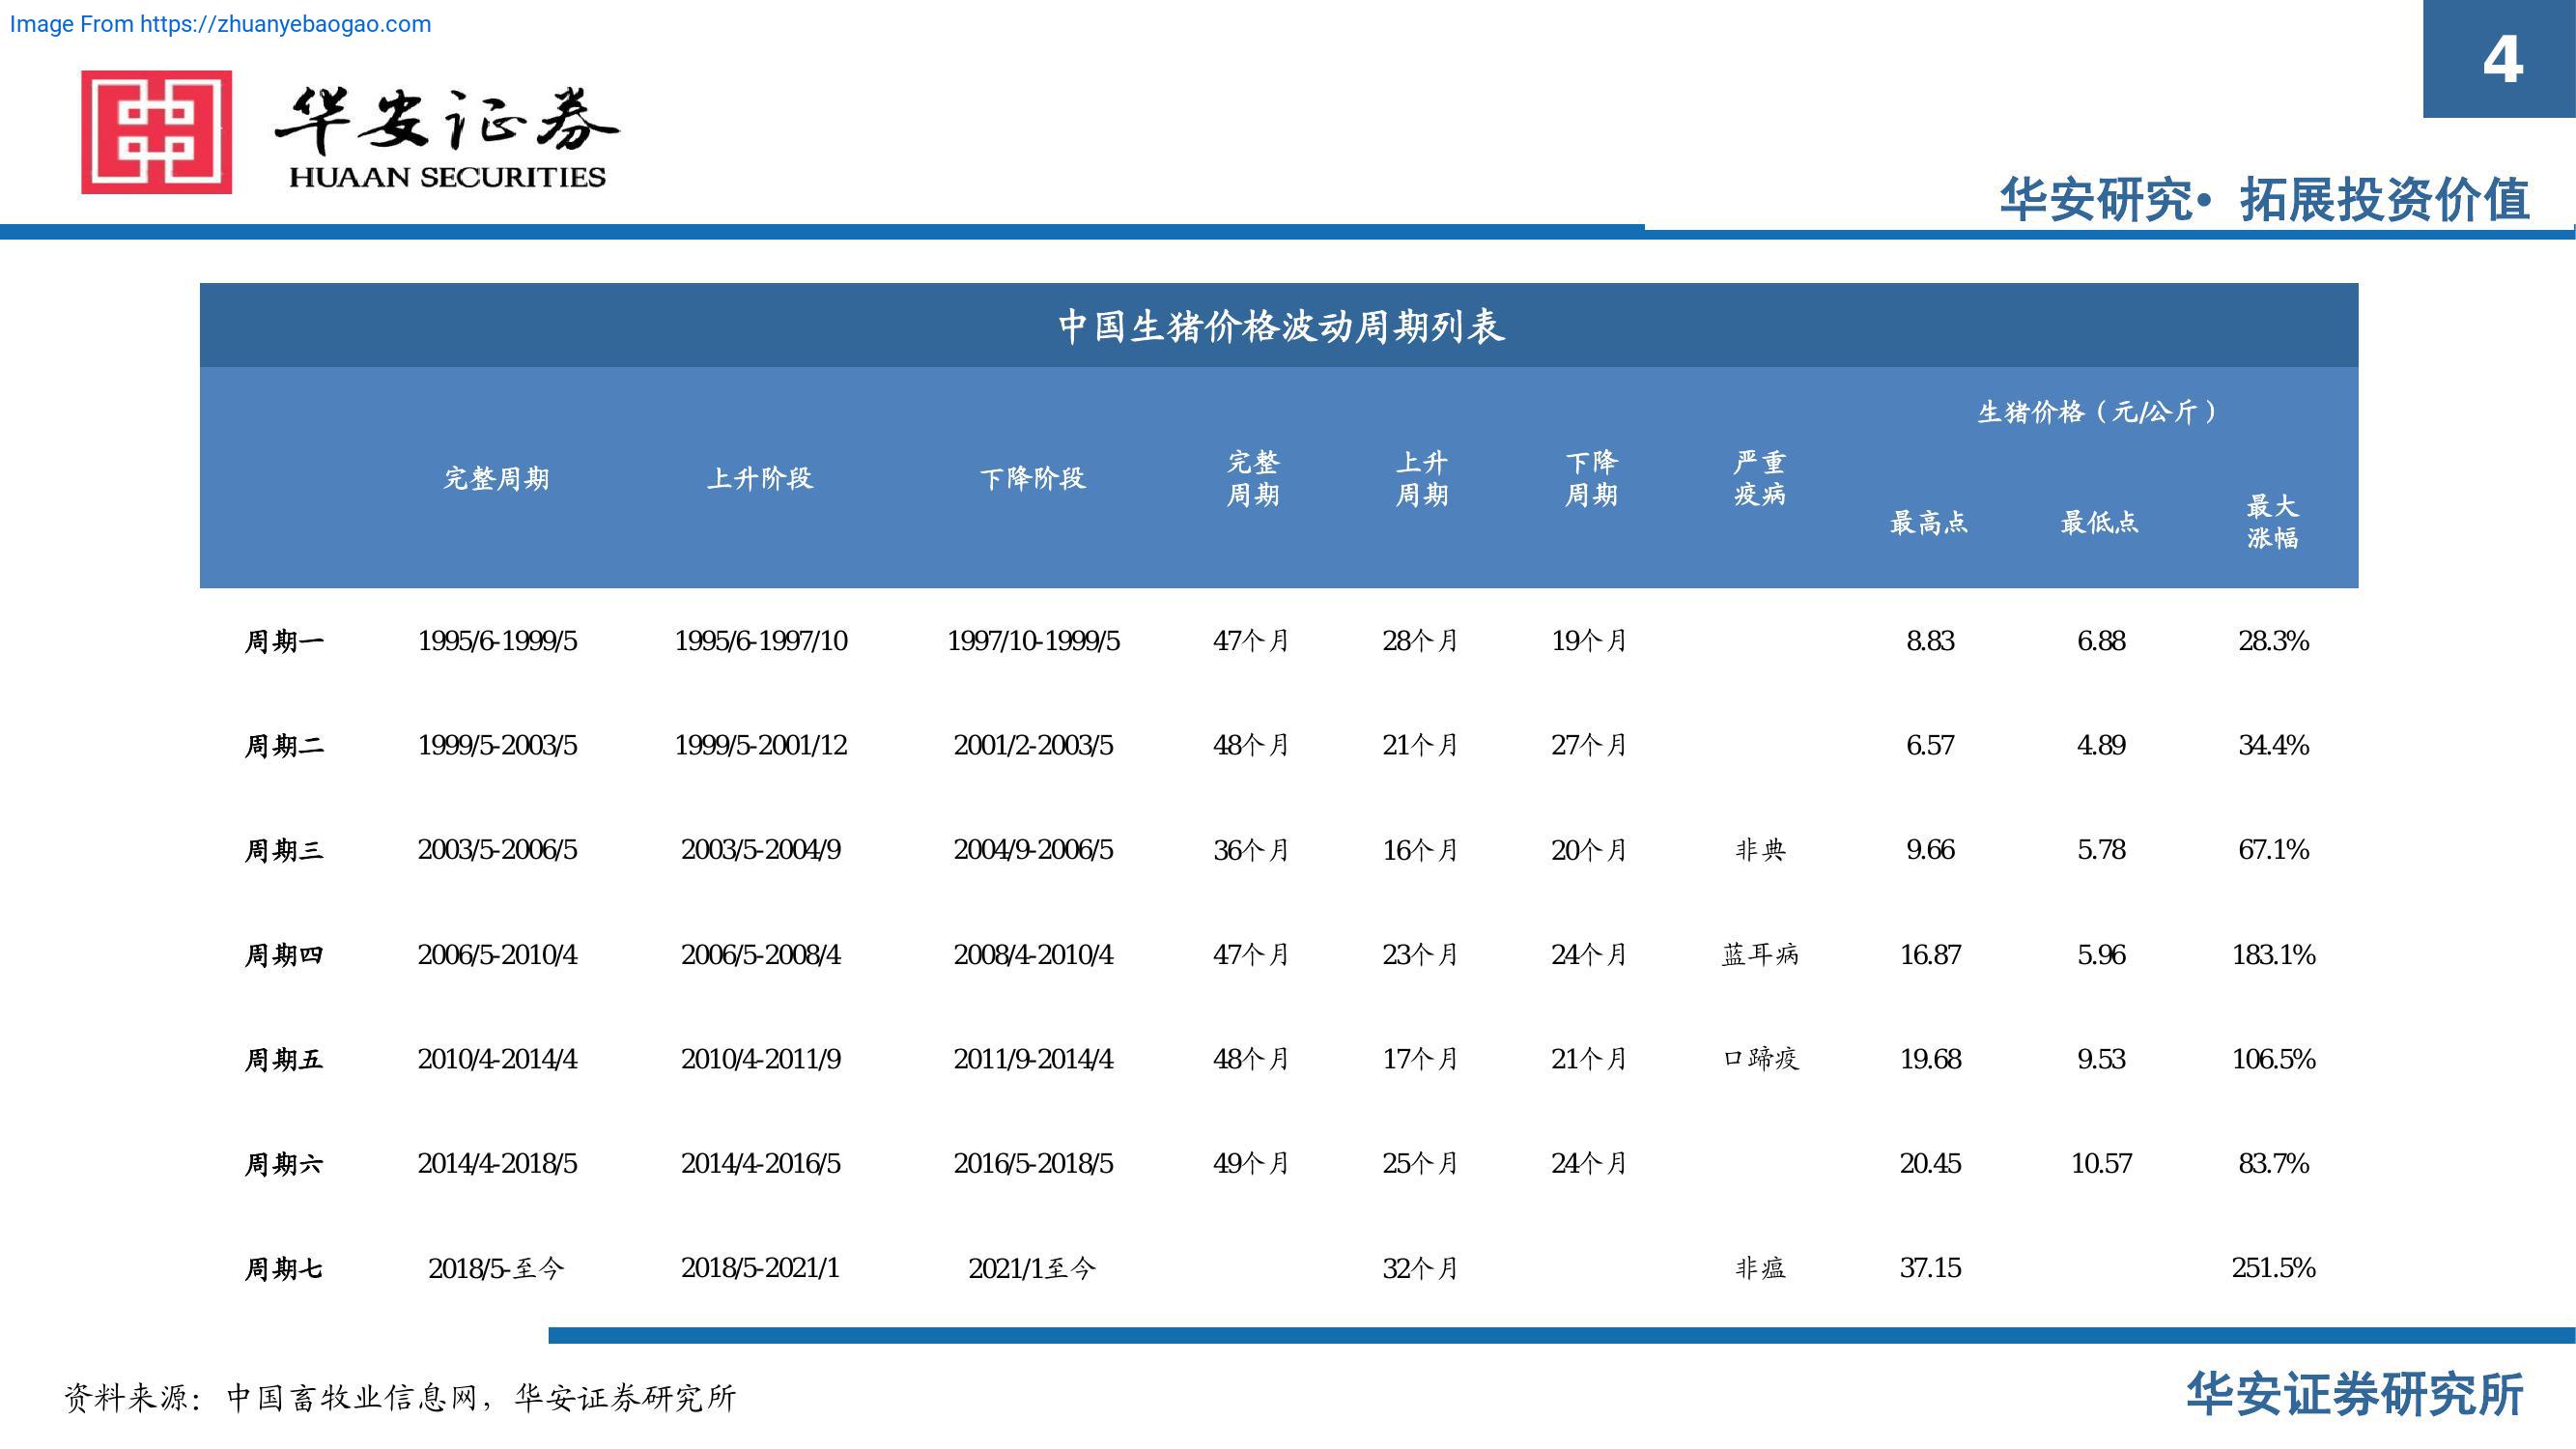 Image From https://zhuanyebaogao.com
4
华安证券
HUAAN SECURITIES
华安研究• 拓展投资价值
中国生猪价格波动周期列表
生猪价格（元/公斤）
完整周期 上升阶段 下降阶段 完整周期 上升周期 下降周期 严重疫病 最高点 最低点 最大涨幅
周期一 1995/6-1999/5 1995/6-1997/10 1997/10-1999/5 47个月 28个月 19个月 8.83 6.88 28.3%
周期二 1999/5-2003/5 1999/5-2001/12 2001/2-2003/5 48个月 21个月 27个月 6.57 4.89 34.4%
周期三 2003/5-2006/5 2003/5-2004/9 2004/9-2006/5 36个月 16个月 20个月 非典 9.66 5.78 67.1%
周期四 2006/5-2010/4 2006/5-2008/4 2008/4-2010/4 47个月 23个月 24个月 蓝耳病 16.87 5.96 183.1%
周期五 2010/4-2014/4 2010/4-2011/9 2011/9-2014/4 48个月 17个月 21个月 口蹄疫 19.68 9.53 106.5%
周期六 2014/4-2018/5 2014/4-2016/5 2016/5-2018/5 49个月 25个月 24个月 20.45 10.57 83.7%
周期七 2018/5-至今 2018/5-2021/1 2021/1至今 32个月 非瘟 37.15 251.5%
资料来源：中国畜牧业信息网，华安证券研究所
华安证券研究所